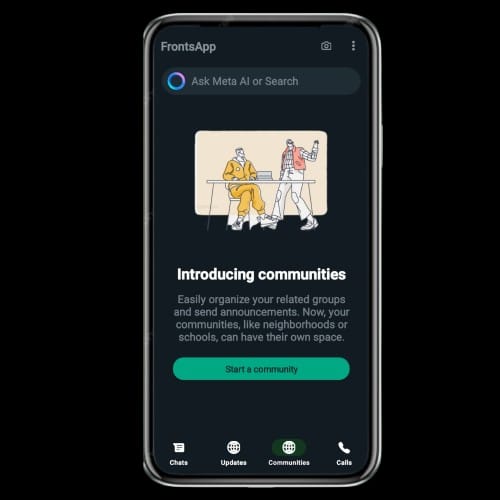 FrontsApp
Ask Meta AI or Search
Introducing communities
Easily organize your related groups
and send announcements. Now, your
communities, like neighborhoods or
schools, can have their own space.
Start a community
Chats
Updates
Communities
Calls